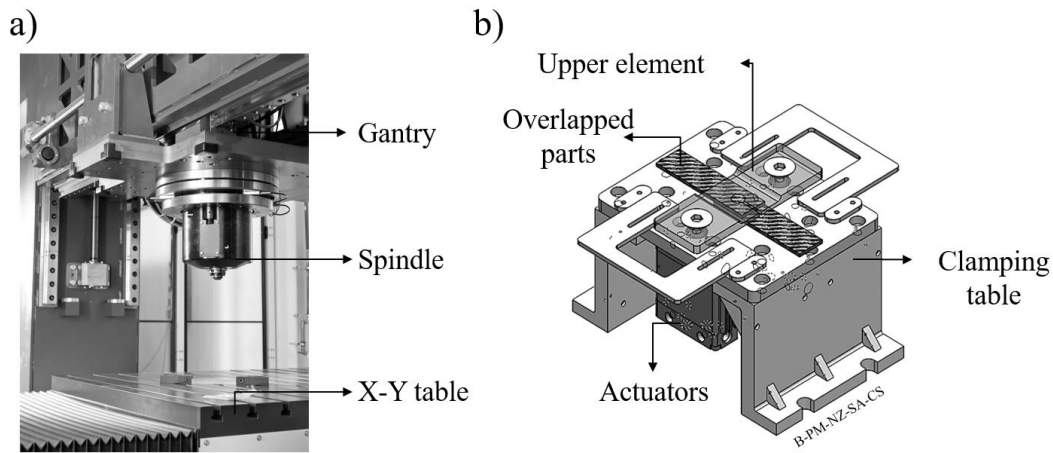 a)
Gantry
Spindle
X-Y table
b)
Upper element
Overlapped
parts
Clamping
table
Actuators
B-PM-NZ-SA-CS